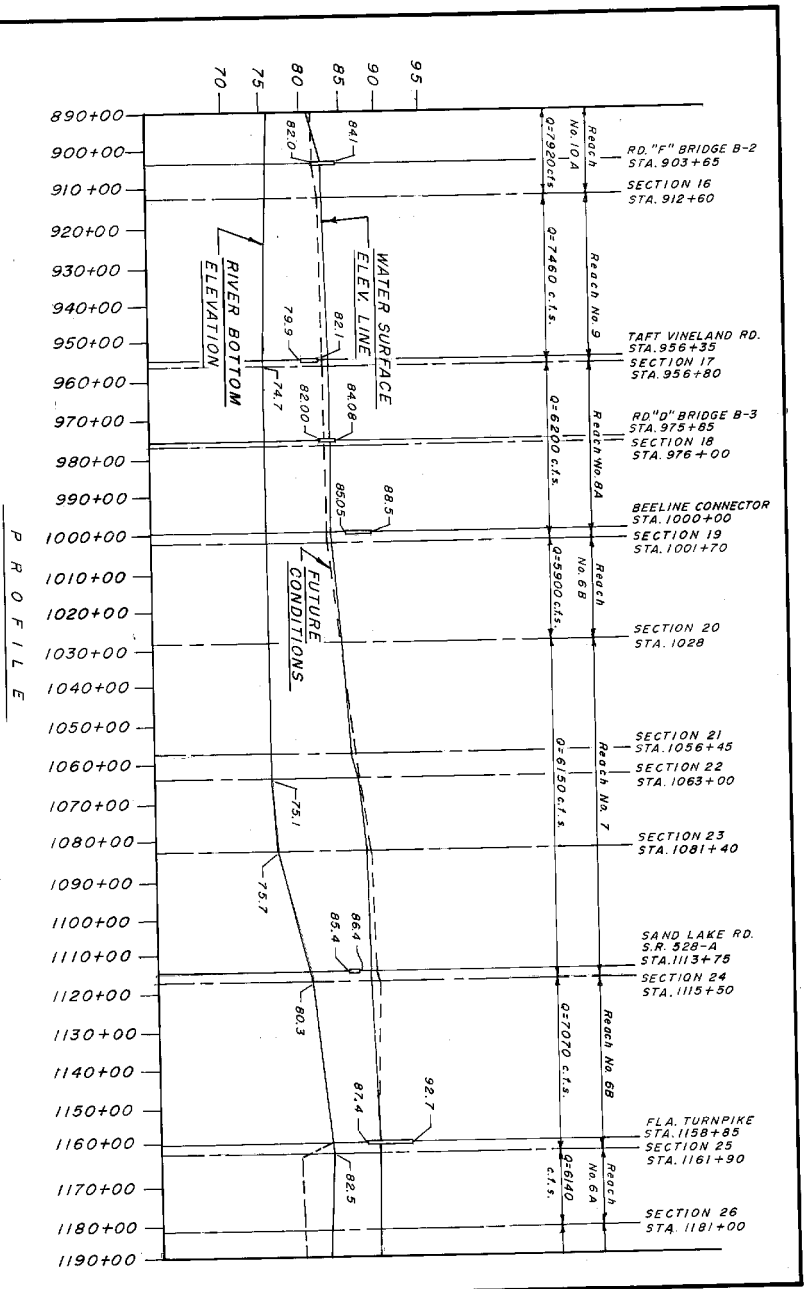 95
90
85
80
75
70
890+00
900+00
910+00
920+00
930+00
940+00
950+00
960+00
970+00
980+00
990+00
1000+00
1010+00
1020+00
1030+00
1040+00
1050+00
1060+00
1070+00
1080+00
1090+00
1100+00
1110+00
1120+00
1130+00
1140+00
1150+00
1160+00
1170+00
1180+00
1190+00
RD. "F" BRIDGE B-2
STA. 903+65
SECTION 16
STA. 912+60
TAFT VINELAND RD.
STA. 956+35
SECTION 17
STA. 956+80
RD. "D" BRIDGE B-3
STA. 975+85
SECTION 18
STA. 976+00
BEELINE CONNECTOR
STA. 1000+00
SECTION 19
STA. 1001+70
SECTION 20
STA. 1028
SECTION 21
STA. 1056+45
SECTION 22
STA. 1063+00
SECTION 23
STA. 1081+40
SAND LAKE RD.
S.R. 528-A
STA. 1113+75
SECTION 24
STA. 1115+50
FLA. TURNPIKE
STA. 1158+85
SECTION 25
STA. 1161+90
SECTION 26
STA. 1181+00
Reach
No. 10 A
Q=7920 cfs
Reach No. 9
Q=7460 c.f.s.
Reach No. 8A
Q=6200 c.f.s.
Reach
No. 6 B
Q=5900 c.f.s.
Reach No. 7
Q=6150 c.f.s.
Reach No. 6B
Q=7070 c.f.s.
Reach
No. 6 A
Q=6140
c.f.s.
84.1
82.0
82.1
79.9
74.7
84.08
82.00
88.5
85.05
75.1
75.7
86.4
85.4
80.3
92.7
87.4
82.5
WATER SURFACE
ELEV. LINE
RIVER BOTTOM
ELEVATION
FUTURE
CONDITIONS
PROFILE